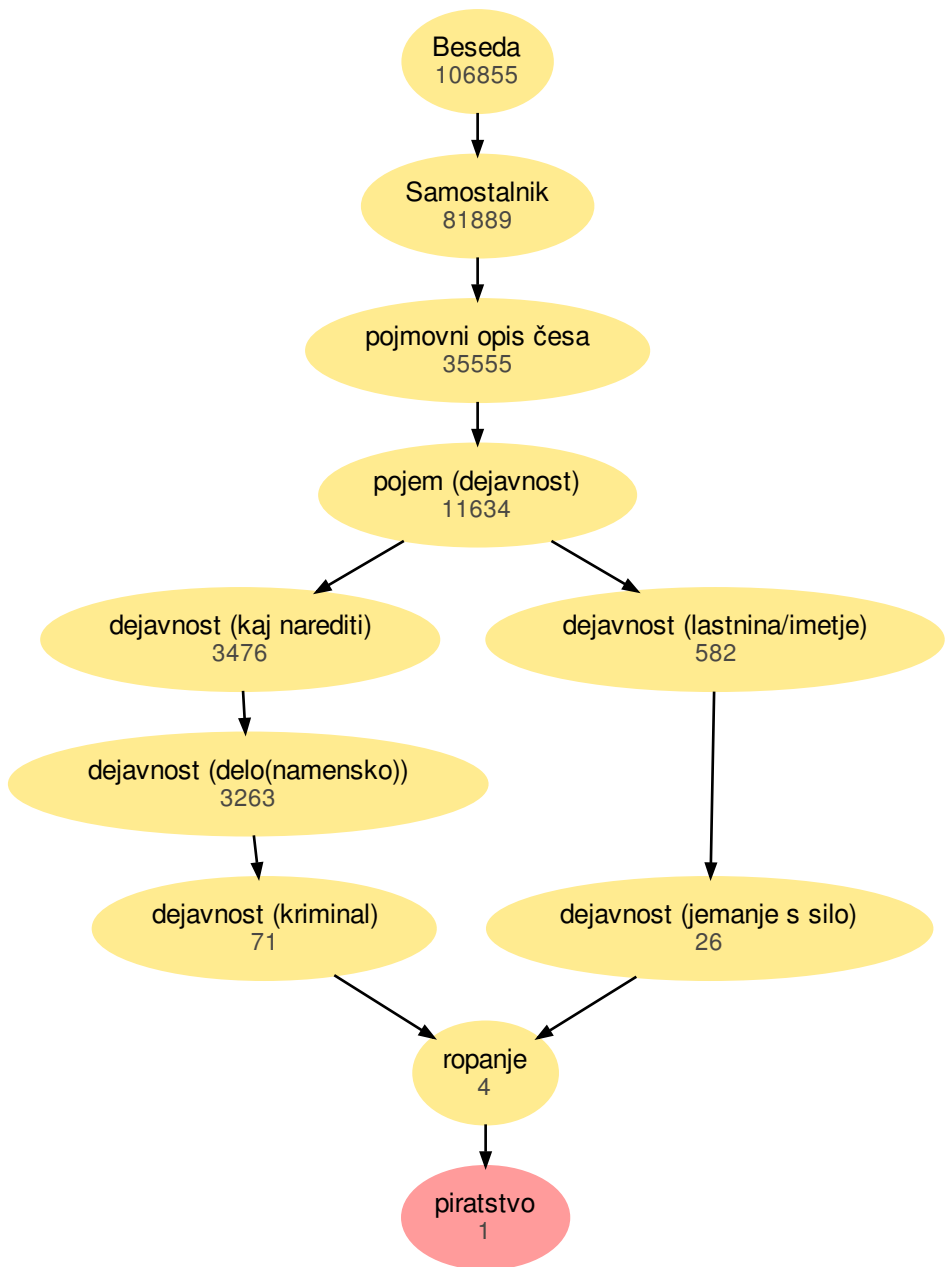 Beseda
106855
Samostalnik
81889
pojmovni opis česa
35555
pojem (dejavnost)
11634
dejavnost (kaj narediti)
3476
dejavnost (lastnina/imetje)
582
dejavnost (delo(namensko))
3263
dejavnost (kriminal)
71
dejavnost (jemanje s silo)
26
ropanje
4
piratstvo
1